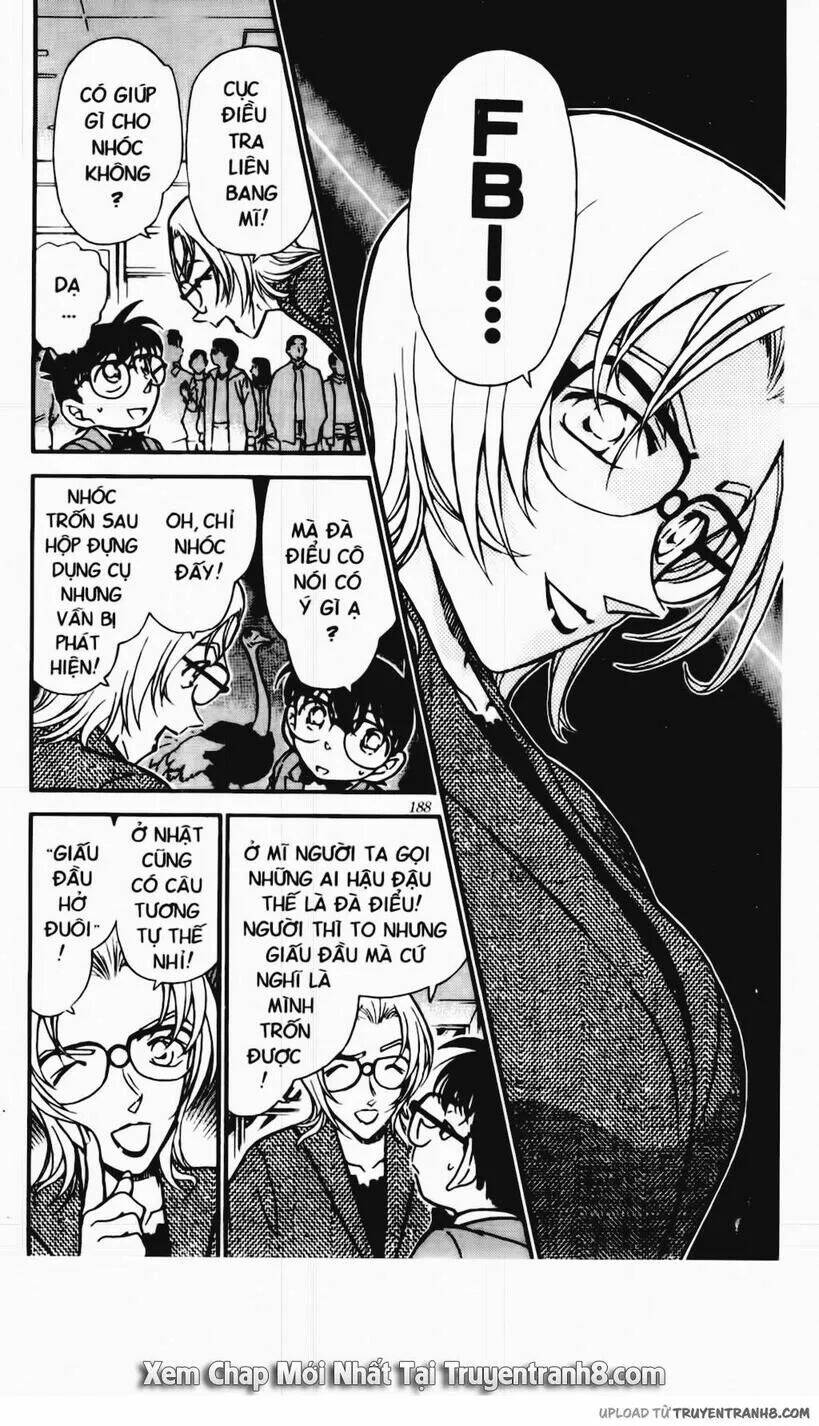 FBI...
CỤC
ĐIỀU
TRA
LIÊN
BANG
MĨ!
CÓ GIÚP
GÌ CHO
NHÓC
KHÔNG
?
DẠ
...
MÀ ĐÀ
ĐIỂU CÔ
NÓI CÓ
Ý GÌ Ạ
?
OH, CHỈ
NHÓC
ĐẤY!
NHÓC
TRỐN SAU
HỘP ĐỰNG
DỤNG CỤ
NHƯNG
VẪN BỊ
PHÁT
HIỆN!
188
Ở MĨ NGƯỜI TA GỌI
NHỮNG AI HẬU ĐẬU
THẾ LÀ ĐÀ ĐIỂU!
NGƯỜI THÌ TO NHƯNG
GIẤU ĐẦU MÀ CỨ
NGHĨ LÀ
MÌNH
TRỐN
ĐƯỢC
!
Ở NHẬT
CŨNG
CÓ CÂU
TƯƠNG
TỰ THẾ
NHỈ!
"GIẤU
ĐẦU
HỞ
ĐUÔI"
!
Xem Chap Mới Nhất Tại Truyentranh8.com
UPLOAD TỪ TRUYENTRANH8.COM